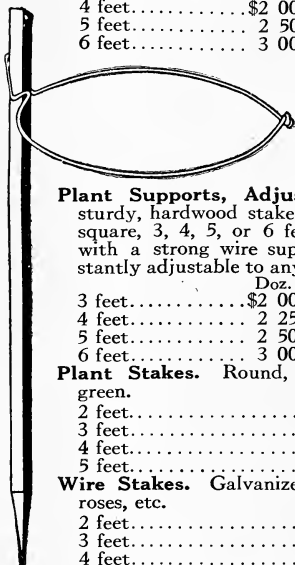 4 feet............$2 00
5 feet............ 2 50
6 feet............ 3 00
Plant Supports, Adju
sturdy, hardwood stake
square, 3, 4, 5, or 6 fe
with a strong wire sup
stantly adjustable to any
Doz.
3 feet............$2 00
4 feet............ 2 25
5 feet............ 2 50
6 feet............ 3 00
Plant Stakes. Round,
green.
2 feet............
3 feet............
4 feet............
5 feet............
Wire Stakes. Galvanize
roses, etc.
2 feet............
3 feet............
4 feet............